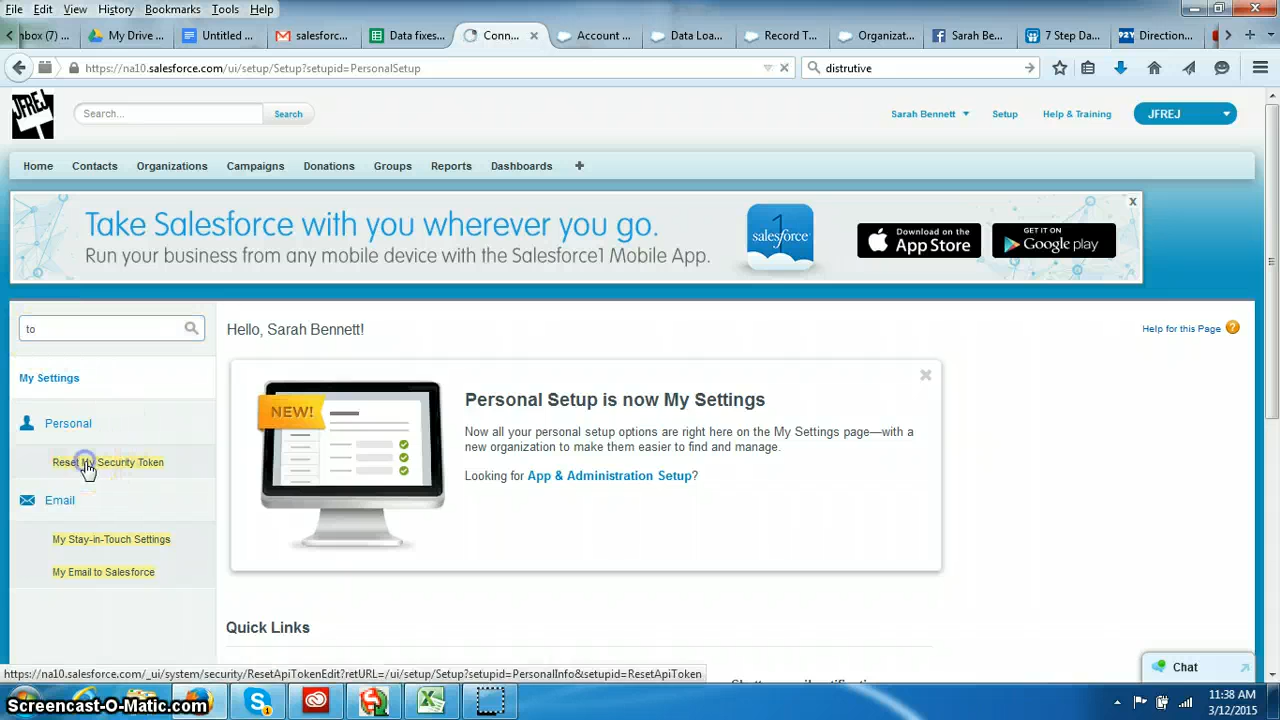 File Edit View History Bookmarks Tools Help
nbox (7) ... My Drive ... Untitled ... salesforc... Data fixes... Conn... Account ... Data Loa... Record T... Organizat... Sarah Be... 7 Step Da... 92Y Direction...
https://na10.salesforce.com/ui/setup/Setup?setupid=PersonalSetup distrutive
JFREJ Search... Search Sarah Bennett Setup Help & Training JFREJ
Home Contacts Organizations Campaigns Donations Groups Reports Dashboards +
Take Salesforce with you wherever you go.
Run your business from any mobile device with the Salesforce1 Mobile App.
salesforce 1
Download on the App Store
GET IT ON Google play
x
to
Hello, Sarah Bennett!
Help for this Page ?
My Settings
Personal
Reset My Security Token
Email
My Stay-in-Touch Settings
My Email to Salesforce
NEW!
Personal Setup is now My Settings
Now all your personal setup options are right here on the My Settings page—with a
new organization to make them easier to find and manage.
Looking for App & Administration Setup?
Quick Links
Chat
https://na10.salesforce.com/_ui/system/security/ResetApiTokenEdit?retURL=/ui/setup/Setup?setupid=PersonalInfo&setupid=ResetApiToken
Screencast-O-Matic.com
11:38 AM
3/12/2015